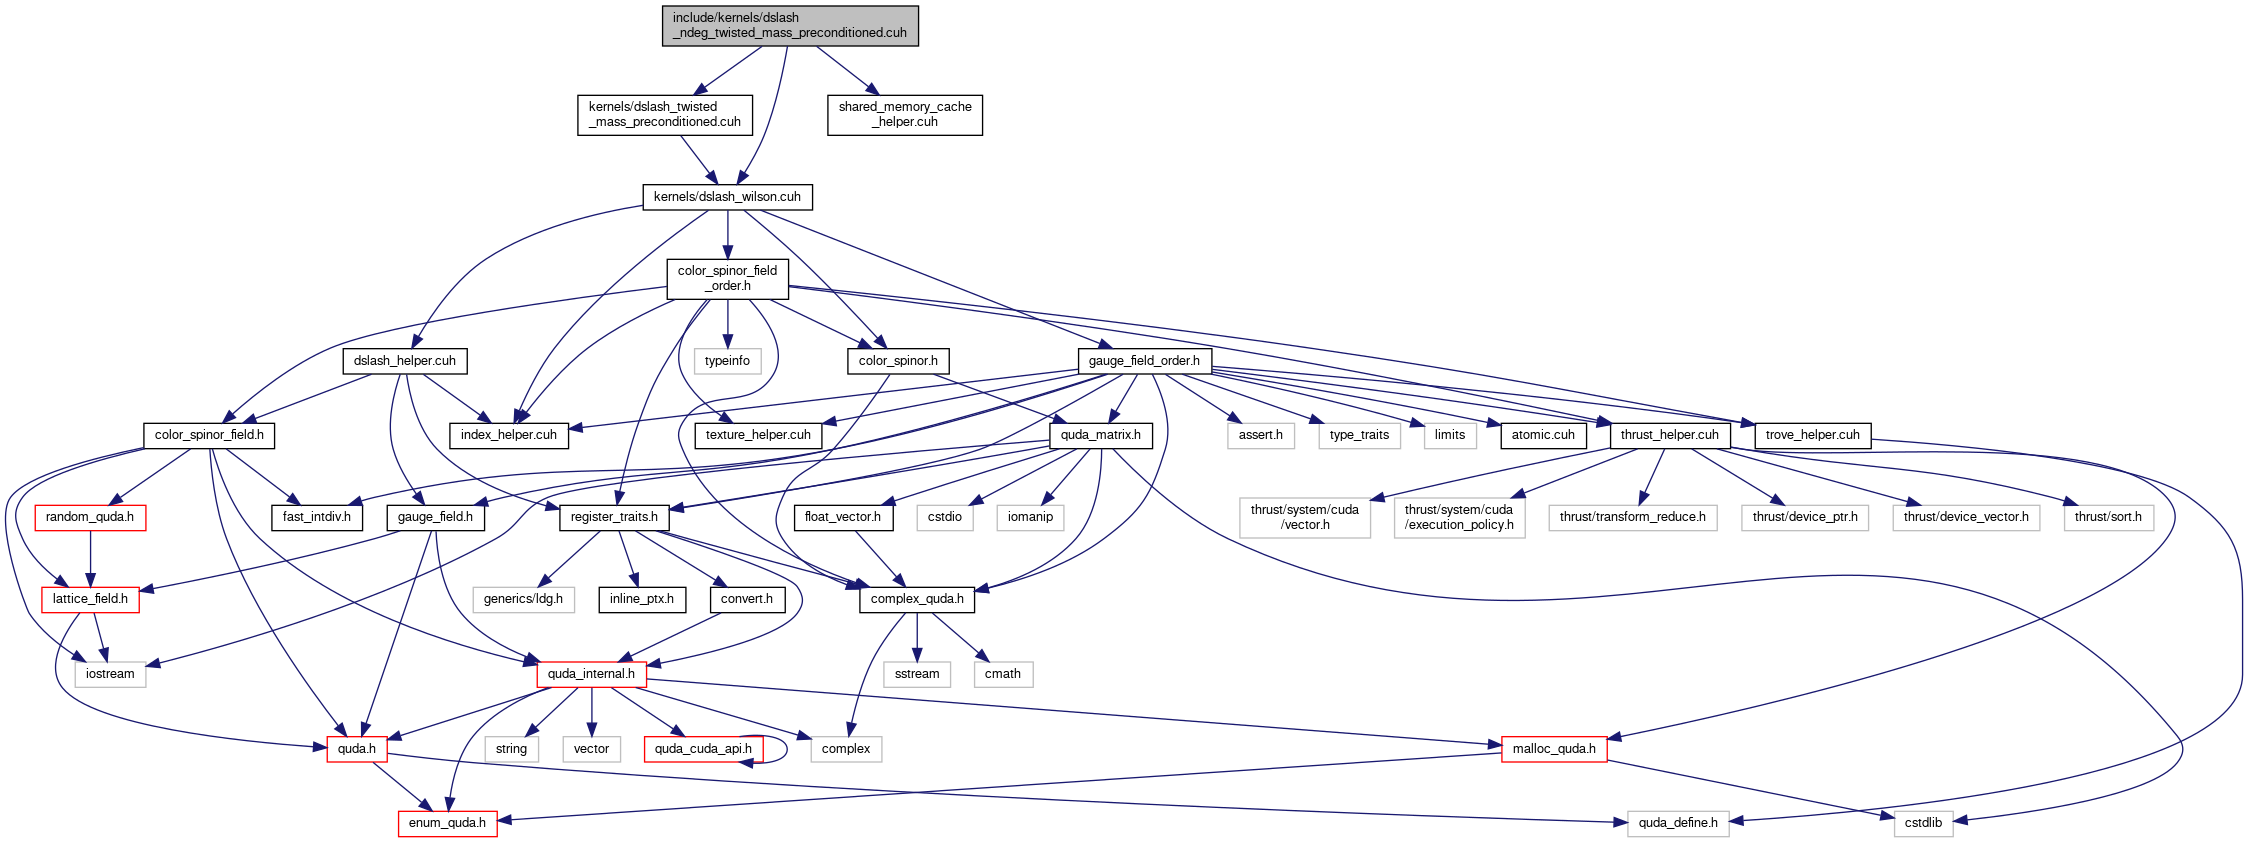 include/kernels/dslash
_ndeg_twisted_mass_preconditioned.cuh
kernels/dslash_twisted
_mass_preconditioned.cuh
shared_memory_cache
_helper.cuh
kernels/dslash_wilson.cuh
color_spinor_field
_order.h
dslash_helper.cuh
typeinfo
color_spinor.h
gauge_field_order.h
color_spinor_field.h
index_helper.cuh
texture_helper.cuh
quda_matrix.h
assert.h
type_traits
limits
atomic.cuh
thrust_helper.cuh
trove_helper.cuh
random_quda.h
fast_intdiv.h
gauge_field.h
register_traits.h
float_vector.h
cstdio
iomanip
thrust/system/cuda
/vector.h
thrust/system/cuda
/execution_policy.h
thrust/transform_reduce.h
thrust/device_ptr.h
thrust/device_vector.h
thrust/sort.h
lattice_field.h
generics/ldg.h
inline_ptx.h
convert.h
complex_quda.h
iostream
quda_internal.h
sstream
cmath
quda.h
string
vector
quda_cuda_api.h
complex
malloc_quda.h
enum_quda.h
quda_define.h
cstdlib